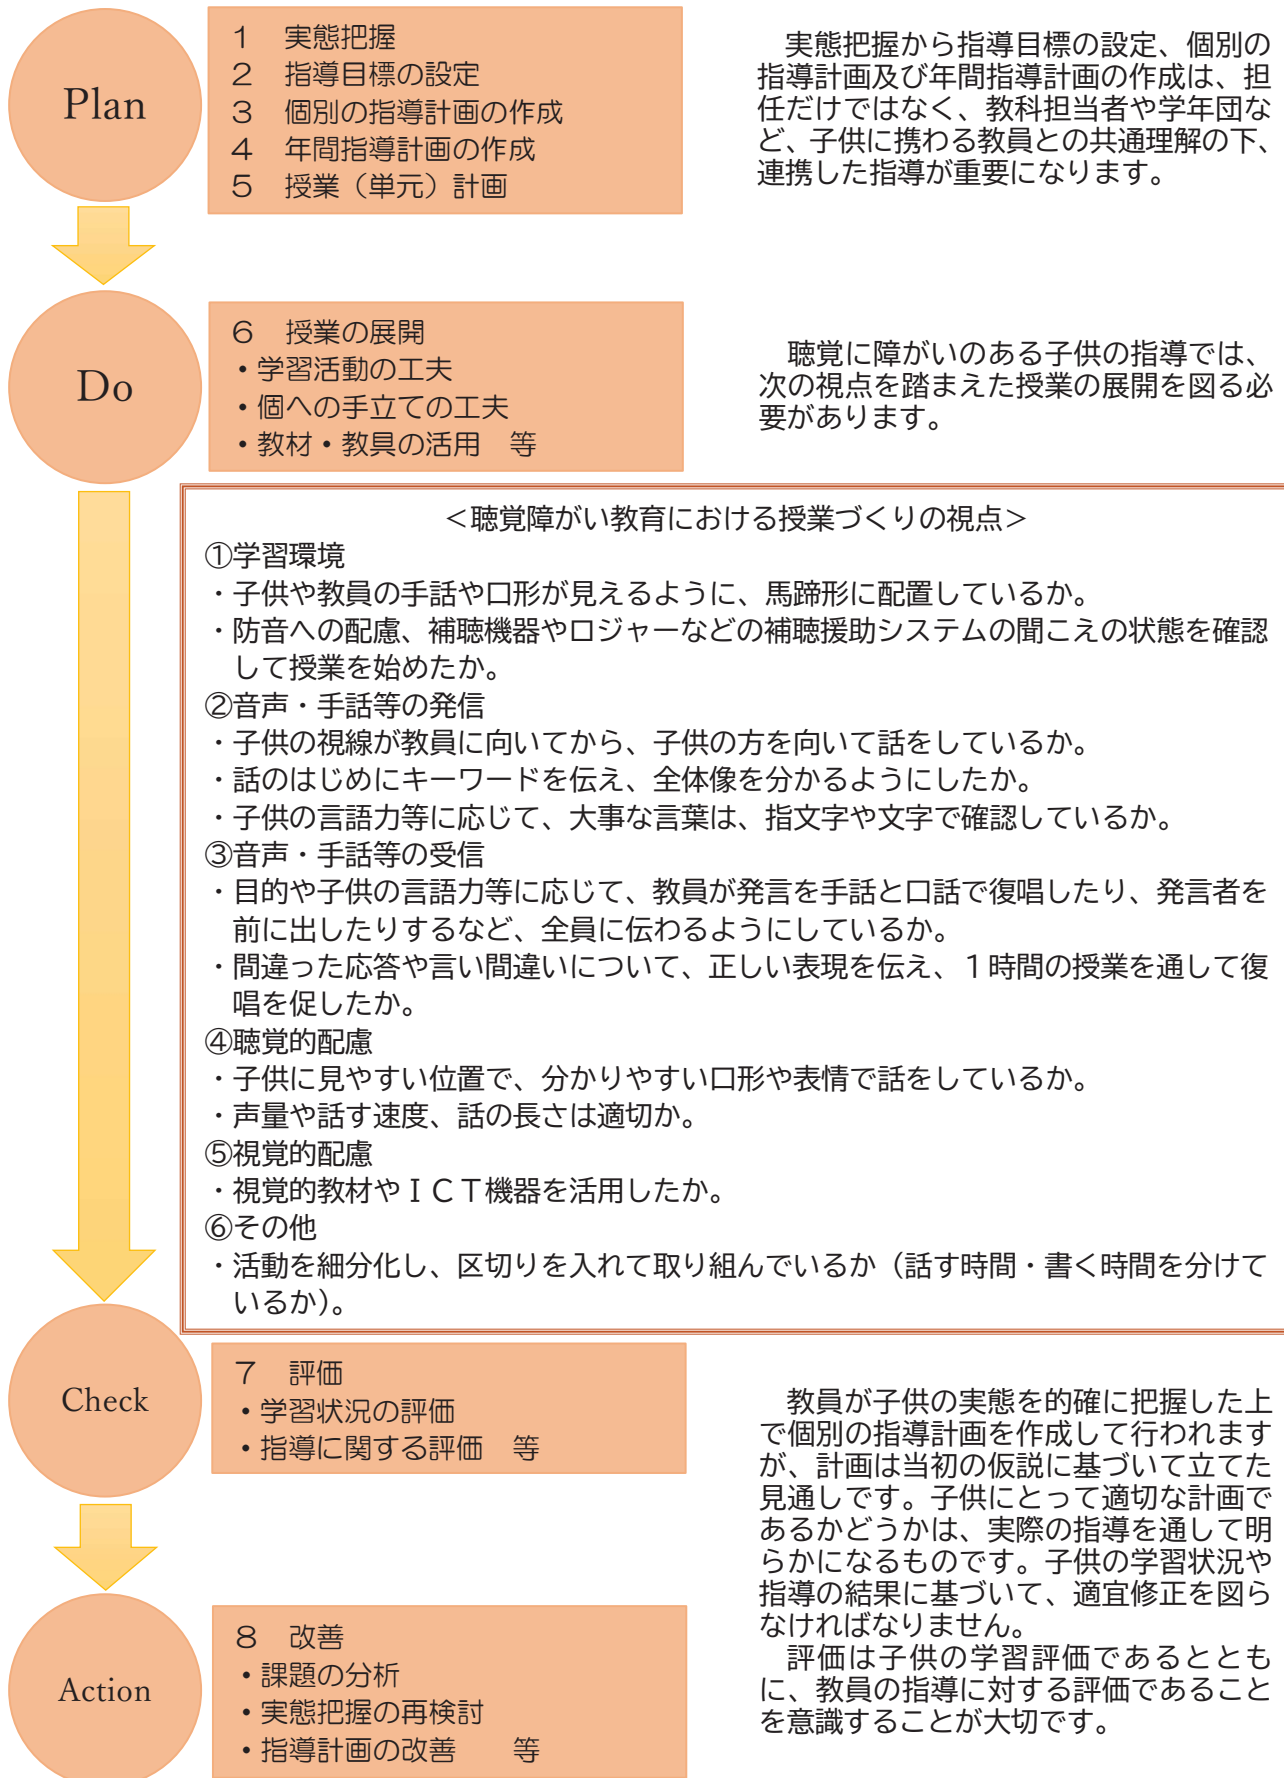 Plan
１　実態把握
２　指導目標の設定
３　個別の指導計画の作成
４　年間指導計画の作成
５　授業（単元）計画
　実態把握から指導目標の設定、個別の
指導計画及び年間指導計画の作成は、担
任だけではなく、教科担当者や学年団な
ど、子供に携わる教員との共通理解の下、
連携した指導が重要になります。
Do
６　授業の展開
・学習活動の工夫
・個への手立ての工夫
・教材・教具の活用　等
　聴覚に障がいのある子供の指導では、
次の視点を踏まえた授業の展開を図る必
要があります。
＜聴覚障がい教育における授業づくりの視点＞
①学習環境
・子供や教員の手話や口形が見えるように、馬蹄形に配置しているか。
・防音への配慮、補聴機器やロジャーなどの補聴援助システムの聞こえの状態を確認
して授業を始めたか。
②音声・手話等の発信
・子供の視線が教員に向いてから、子供の方を向いて話をしているか。
・話のはじめにキーワードを伝え、全体像を分かるようにしたか。
・子供の言語力等に応じて、大事な言葉は、指文字や文字で確認しているか。
③音声・手話等の受信
・目的や子供の言語力等に応じて、教員が発言を手話と口話で復唱したり、発言者を
前に出したりするなど、全員に伝わるようにしているか。
・間違った応答や言い間違いについて、正しい表現を伝え、１時間の授業を通して復
唱を促したか。
④聴覚的配慮
・子供に見やすい位置で、分かりやすい口形や表情で話をしているか。
・声量や話す速度、話の長さは適切か。
⑤視覚的配慮
・視覚的教材やＩＣＴ機器を活用したか。
⑥その他
・活動を細分化し、区切りを入れて取り組んでいるか（話す時間・書く時間を分けて
いるか）。
Check
７　評価
・学習状況の評価
・指導に関する評価　等
　教員が子供の実態を的確に把握した上
で個別の指導計画を作成して行われます
が、計画は当初の仮説に基づいて立てた
見通しです。子供にとって適切な計画で
あるかどうかは、実際の指導を通して明
らかになるものです。子供の学習状況や
指導の結果に基づいて、適宜修正を図ら
なければなりません。
　評価は子供の学習評価であるととも
に、教員の指導に対する評価であること
を意識することが大切です。
Action
８　改善
・課題の分析
・実態把握の再検討
・指導計画の改善　　等